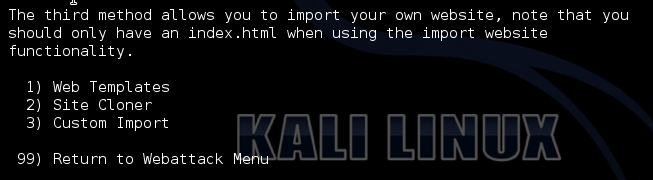 The third method allows you to import your own website, note that you
should only have an index.html when using the import website
functionality.
1) Web Templates
2) Site Cloner
3) Custom Import
KALI LINUX
99) Return to Webattack Menu